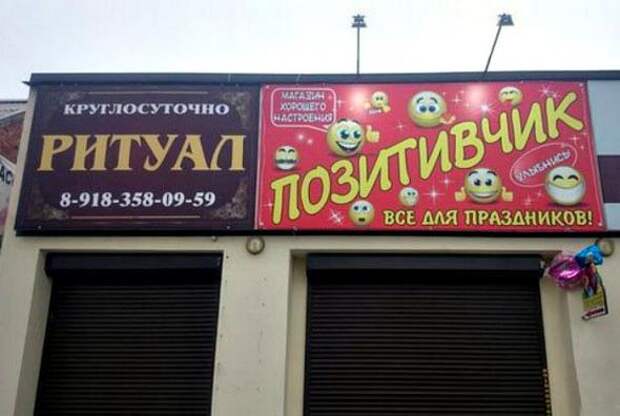 КРУГЛОСУТОЧНО
РИТУАЛ
8-918-358-09-59
МАГАЗИН
ХОРОШЕГО
НАСТРОЕНИЯ
ПОЗИТИВЧИК
УЛЫБНИСЬ
ВСЕ ДЛЯ ПРАЗДНИКОВ!